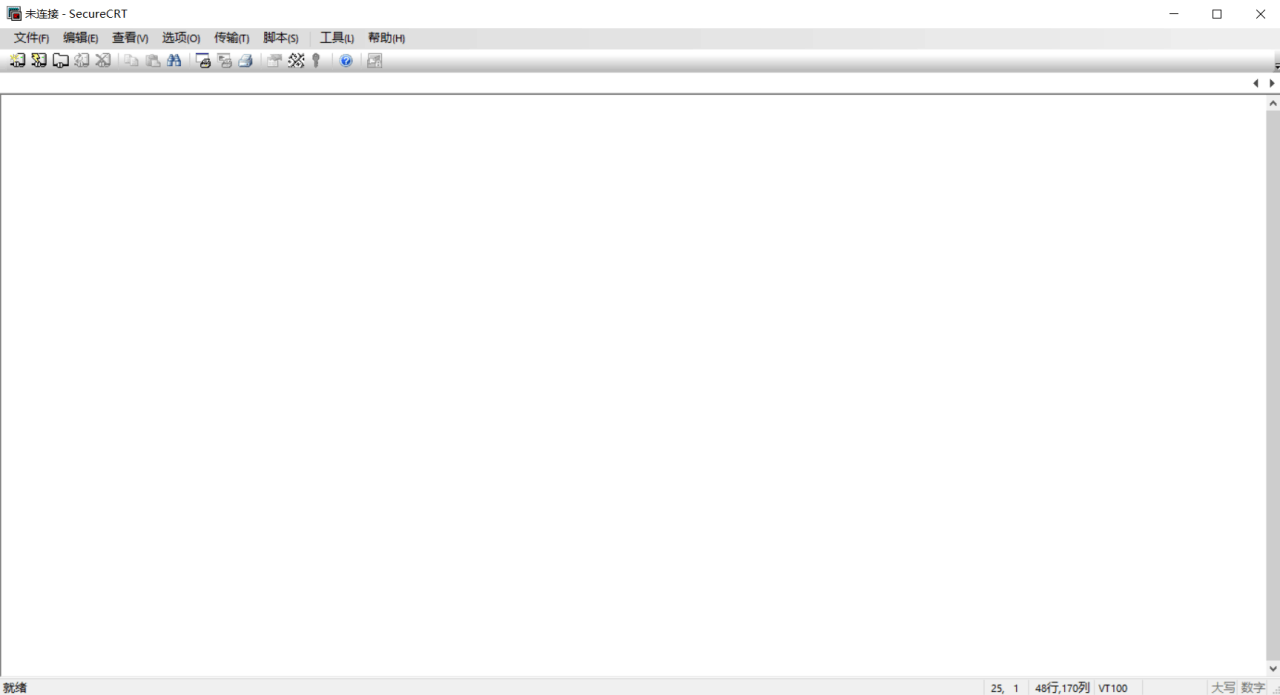 未连接 - SecureCRT
文件(F) 编辑(E) 查看(V) 选项(O) 传输(T) 脚本(S) 工具(L) 帮助(H)
就绪 25, 1 48行,170列 VT100 大写 数字